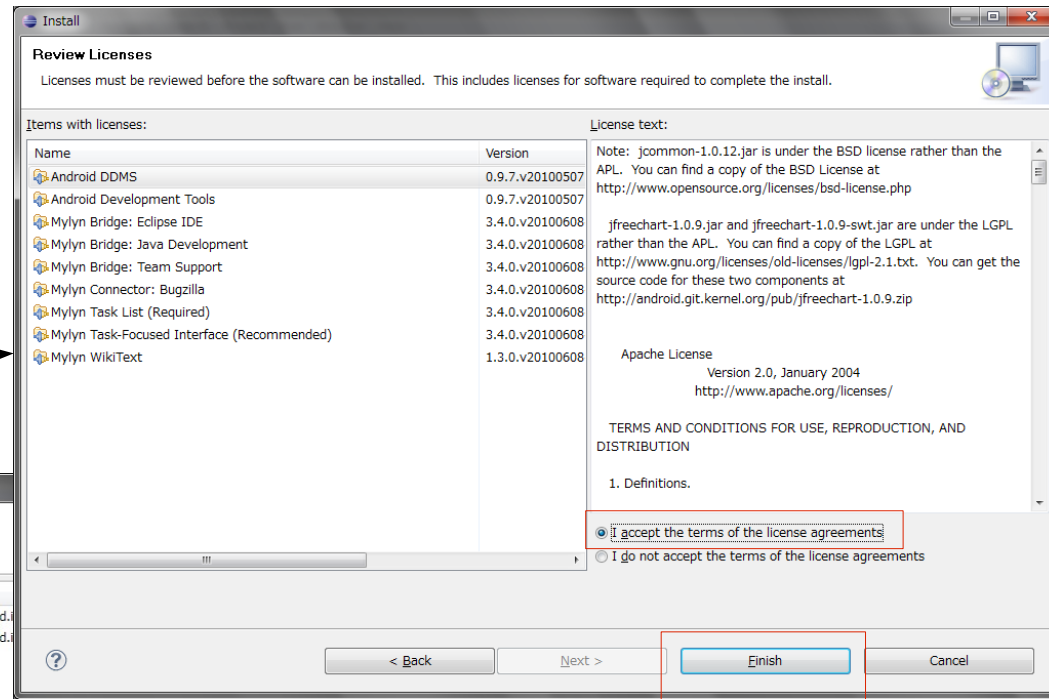 Install
Review Licenses
Licenses must be reviewed before the software can be installed.  This includes licenses for software required to complete the install.
Items with licenses:
Name Version
Android DDMS 0.9.7.v20100507
Android Development Tools 0.9.7.v20100507
Mylyn Bridge: Eclipse IDE 3.4.0.v20100608
Mylyn Bridge: Java Development 3.4.0.v20100608
Mylyn Bridge: Team Support 3.4.0.v20100608
Mylyn Connector: Bugzilla 3.4.0.v20100608
Mylyn Task List (Required) 3.4.0.v20100608
Mylyn Task-Focused Interface (Recommended) 3.4.0.v20100608
Mylyn WikiText 1.3.0.v20100608
License text:
Note:  jcommon-1.0.12.jar is under the BSD license rather than the
APL.  You can find a copy of the BSD License at
http://www.opensource.org/licenses/bsd-license.php
jfreechart-1.0.9.jar and jfreechart-1.0.9-swt.jar are under the LGPL
rather than the APL.  You can find a copy of the LGPL at
http://www.gnu.org/licenses/old-licenses/lgpl-2.1.txt.  You can get the
source code for these two components at
http://android.git.kernel.org/pub/jfreechart-1.0.9.zip
Apache License
Version 2.0, January 2004
http://www.apache.org/licenses/
TERMS AND CONDITIONS FOR USE, REPRODUCTION, AND
DISTRIBUTION
1. Definitions.
I accept the terms of the license agreements
I do not accept the terms of the license agreements
d.i
d.i
? < Back Next > Finish Cancel